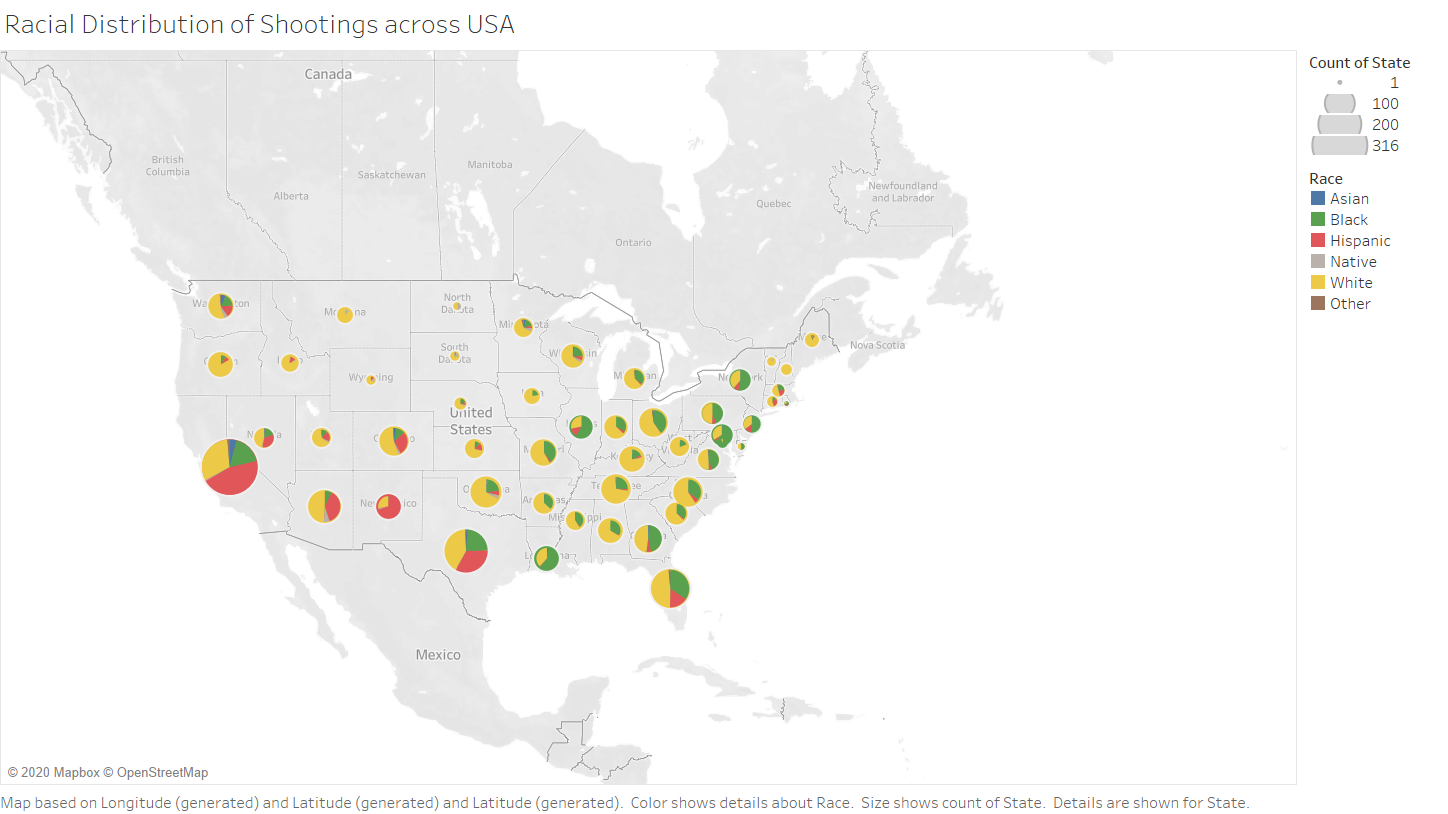 Racial Distribution of Shootings across USA
Canada
British
Columbia
Alberta
Saskatchewan
Manitoba
Ontario
Quebec
Newfoundland
and Labrador
Nova Scotia
North
Dakota
South
Dakota
United
States
Mexico
© 2020 Mapbox © OpenStreetMap
Count of State
1
100
200
316
Race
Asian
Black
Hispanic
Native
White
Other
Map based on Longitude (generated) and Latitude (generated) and Latitude (generated). Color shows details about Race. Size shows count of State. Details are shown for State.